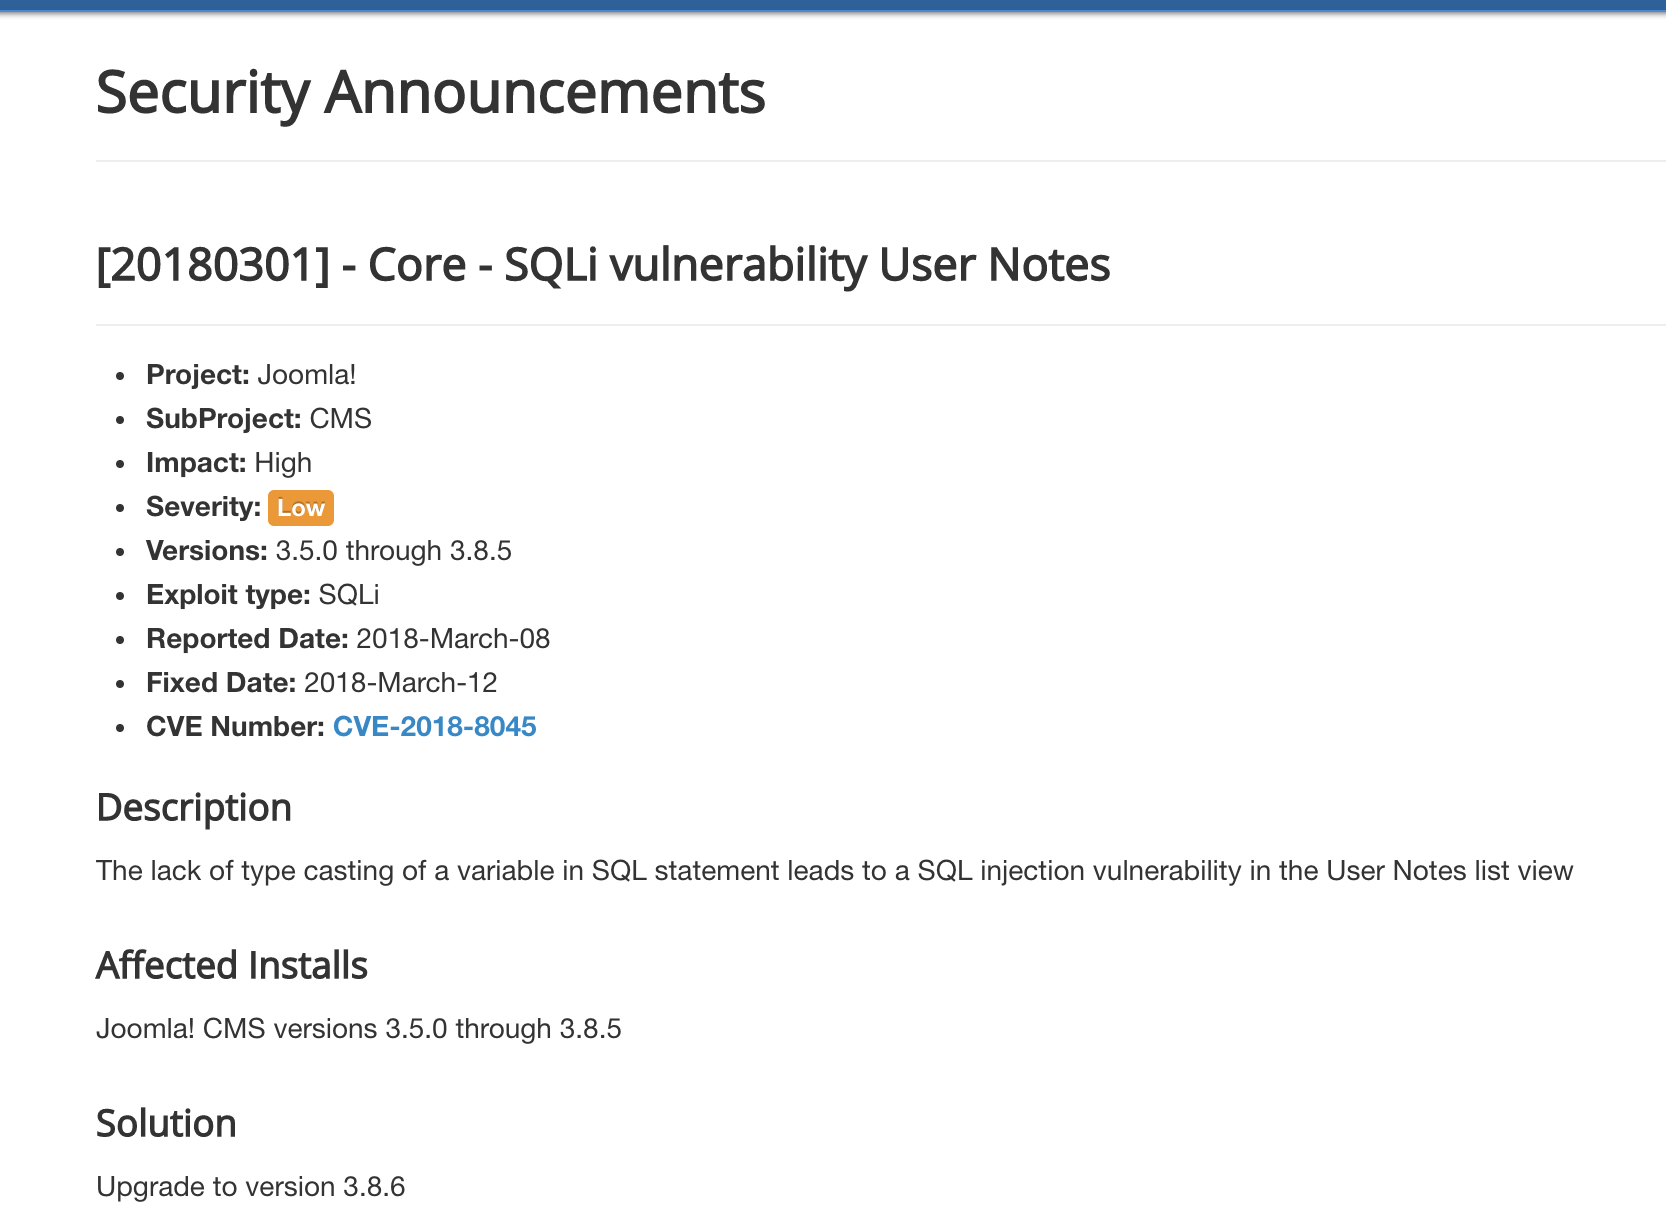 Security Announcements
[20180301] - Core - SQLi vulnerability User Notes
Project: Joomla!
SubProject: CMS
Impact: High
Severity: Low
Versions: 3.5.0 through 3.8.5
Exploit type: SQLi
Reported Date: 2018-March-08
Fixed Date: 2018-March-12
CVE Number: CVE-2018-8045
Description
The lack of type casting of a variable in SQL statement leads to a SQL injection vulnerability in the User Notes list view
Affected Installs
Joomla! CMS versions 3.5.0 through 3.8.5
Solution
Upgrade to version 3.8.6